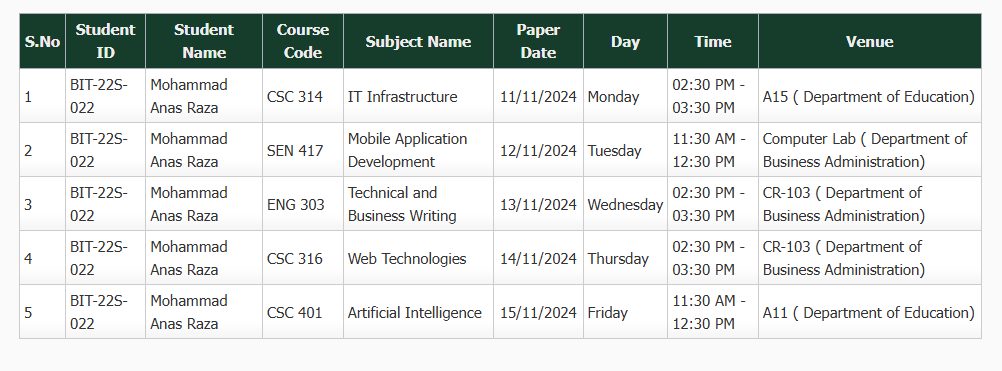 S.No Student ID Student Name Course Code Subject Name Paper Date Day Time Venue
1 BIT-22S-022 Mohammad Anas Raza CSC 314 IT Infrastructure 11/11/2024 Monday 02:30 PM - 03:30 PM A15 ( Department of Education)
2 BIT-22S-022 Mohammad Anas Raza SEN 417 Mobile Application Development 12/11/2024 Tuesday 11:30 AM - 12:30 PM Computer Lab ( Department of Business Administration)
3 BIT-22S-022 Mohammad Anas Raza ENG 303 Technical and Business Writing 13/11/2024 Wednesday 02:30 PM - 03:30 PM CR-103 ( Department of Business Administration)
4 BIT-22S-022 Mohammad Anas Raza CSC 316 Web Technologies 14/11/2024 Thursday 02:30 PM - 03:30 PM CR-103 ( Department of Business Administration)
5 BIT-22S-022 Mohammad Anas Raza CSC 401 Artificial Intelligence 15/11/2024 Friday 11:30 AM - 12:30 PM A11 ( Department of Education)